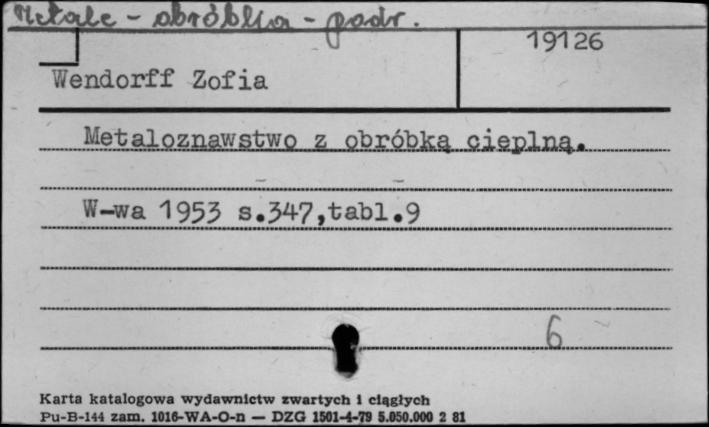 Metale - obróbka - podr.
19126
Wendorff Zofia
Metaloznawstwo z obróbką cieplną.
W-wa 1953 s.347,tabl.9
6
Karta katalogowa wydawnictw zwartych i ciągłych
Pu-B-144 zam. 1016-WA-O-n — DZG 1501-4-79 5.050.000 2 81